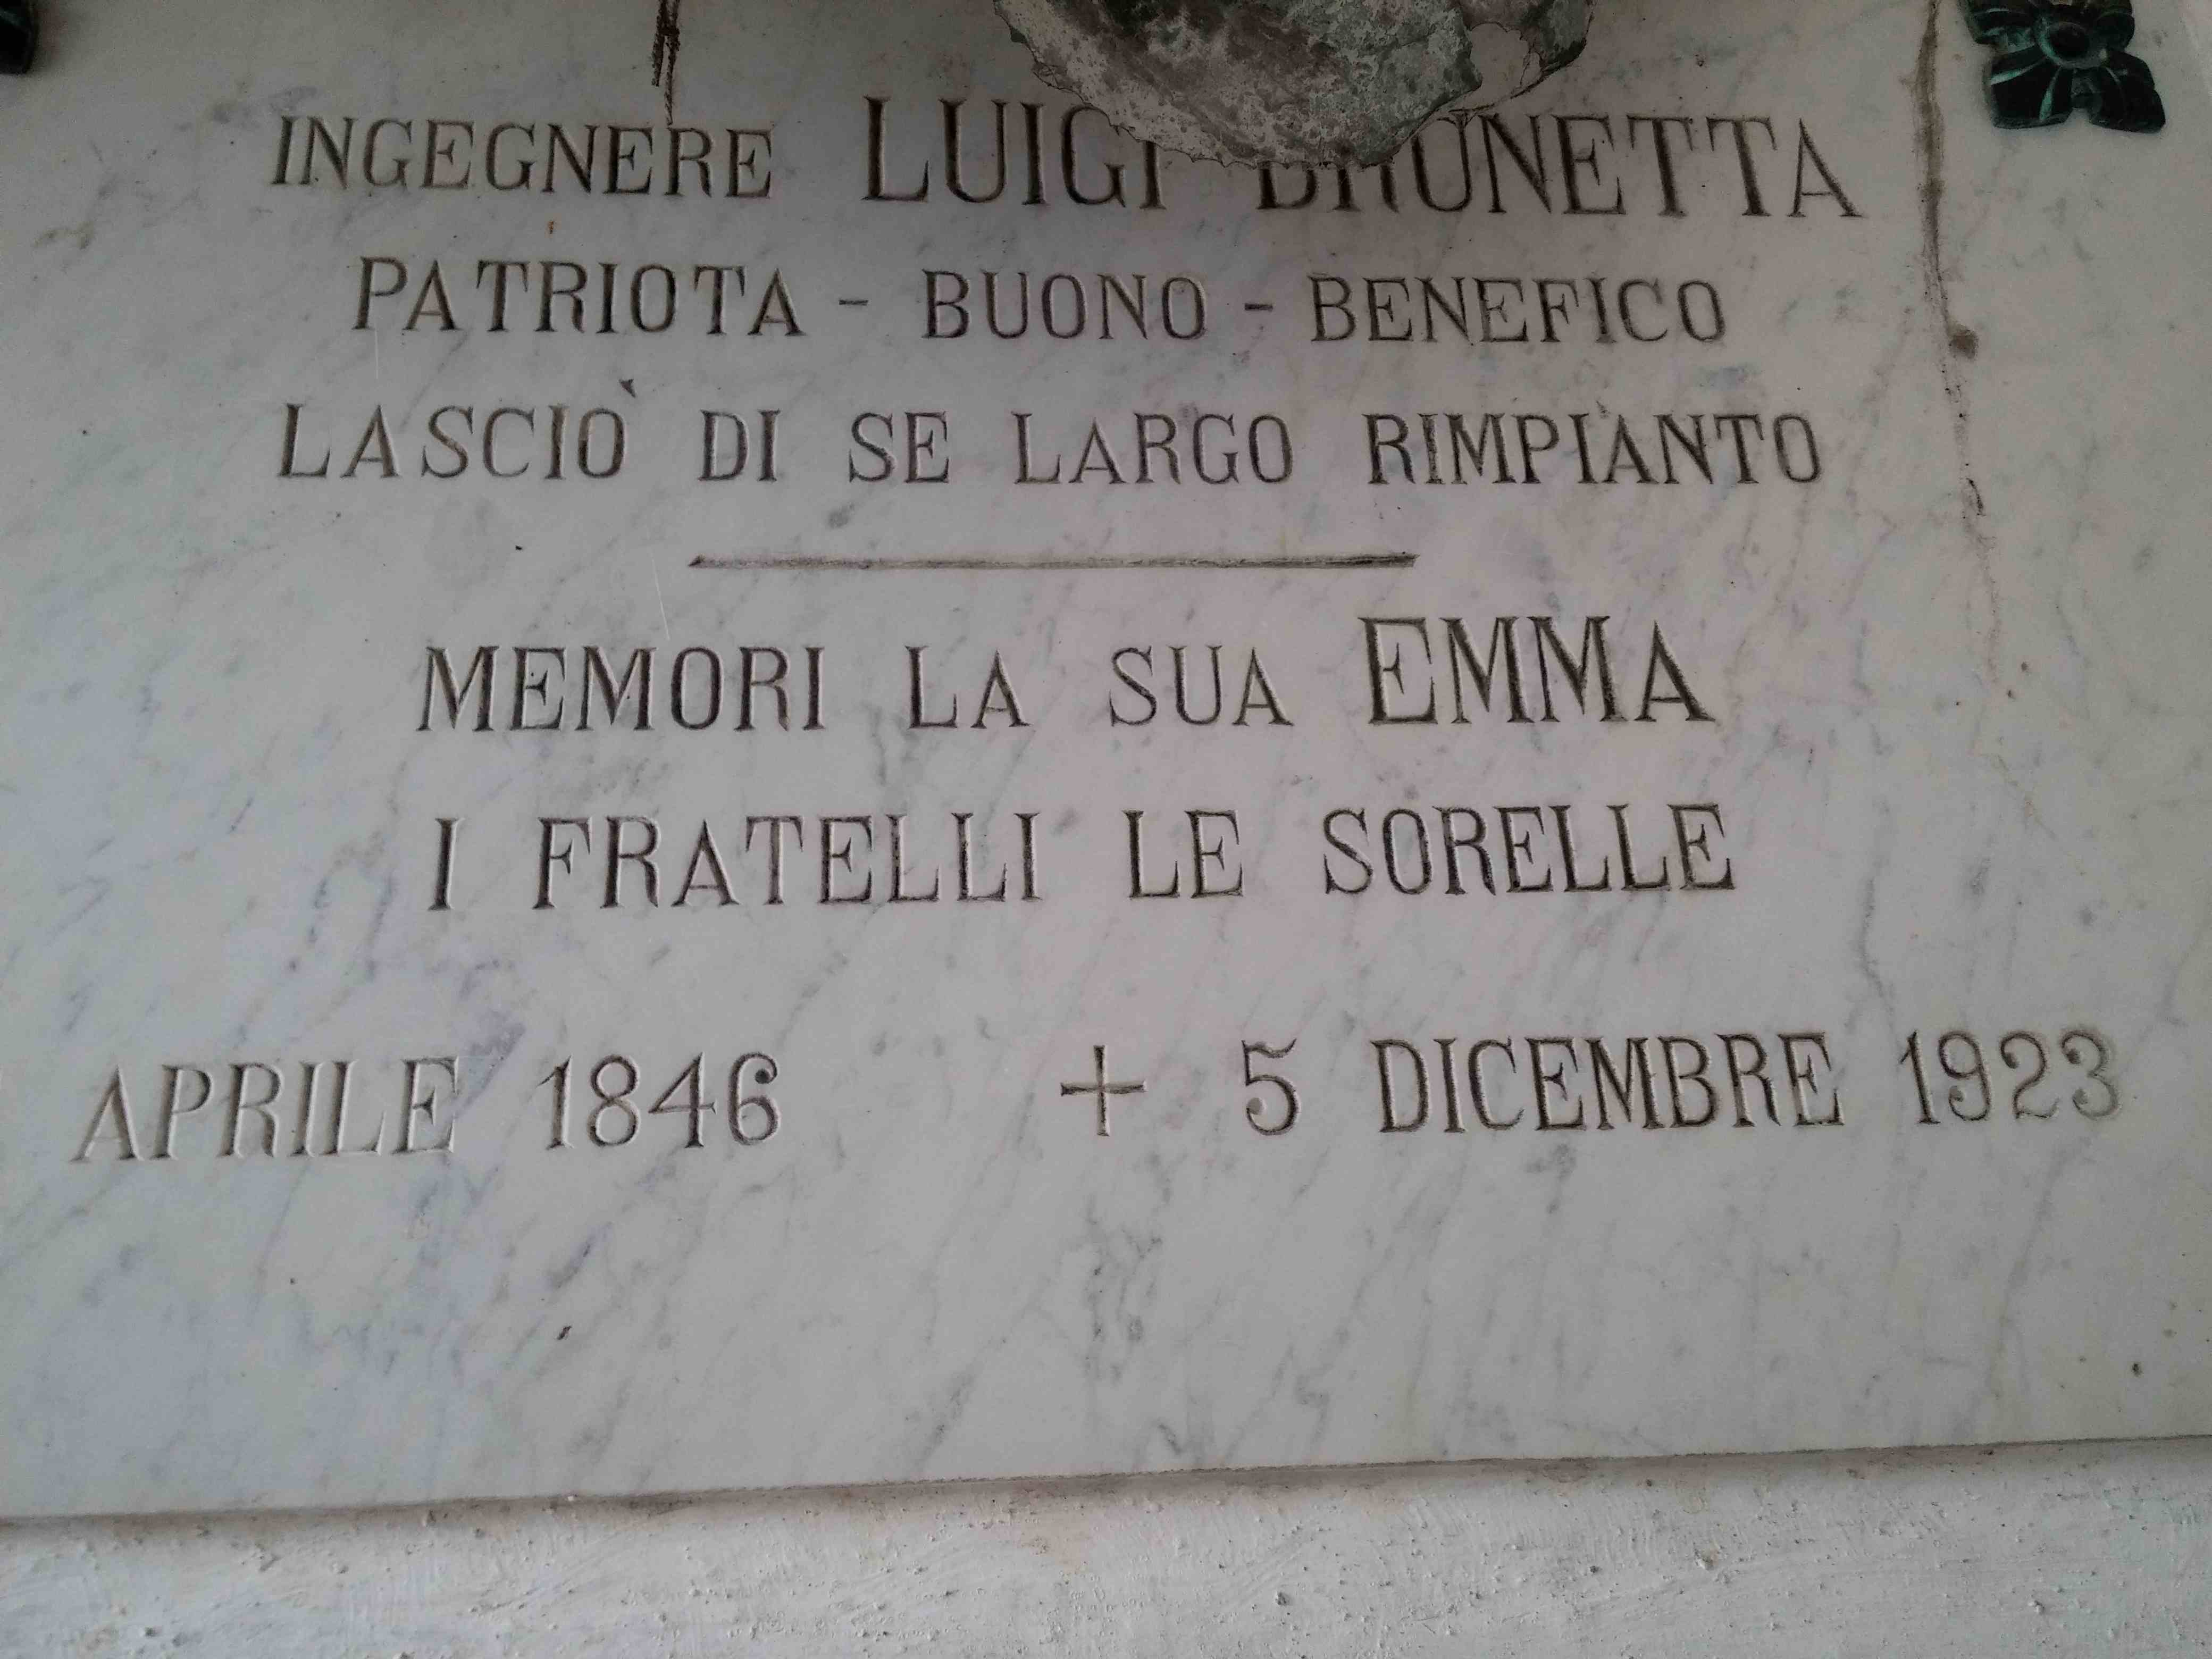 INGEGNERE LUIGI BRUNETTA
PATRIOTA - BUONO - BENEFICO
LASCIO' DI SE LARGO RIMPIANTO
MEMORI LA SUA EMMA
I FRATELLI LE SORELLE
APRILE 1846 + 5 DICEMBRE 1923